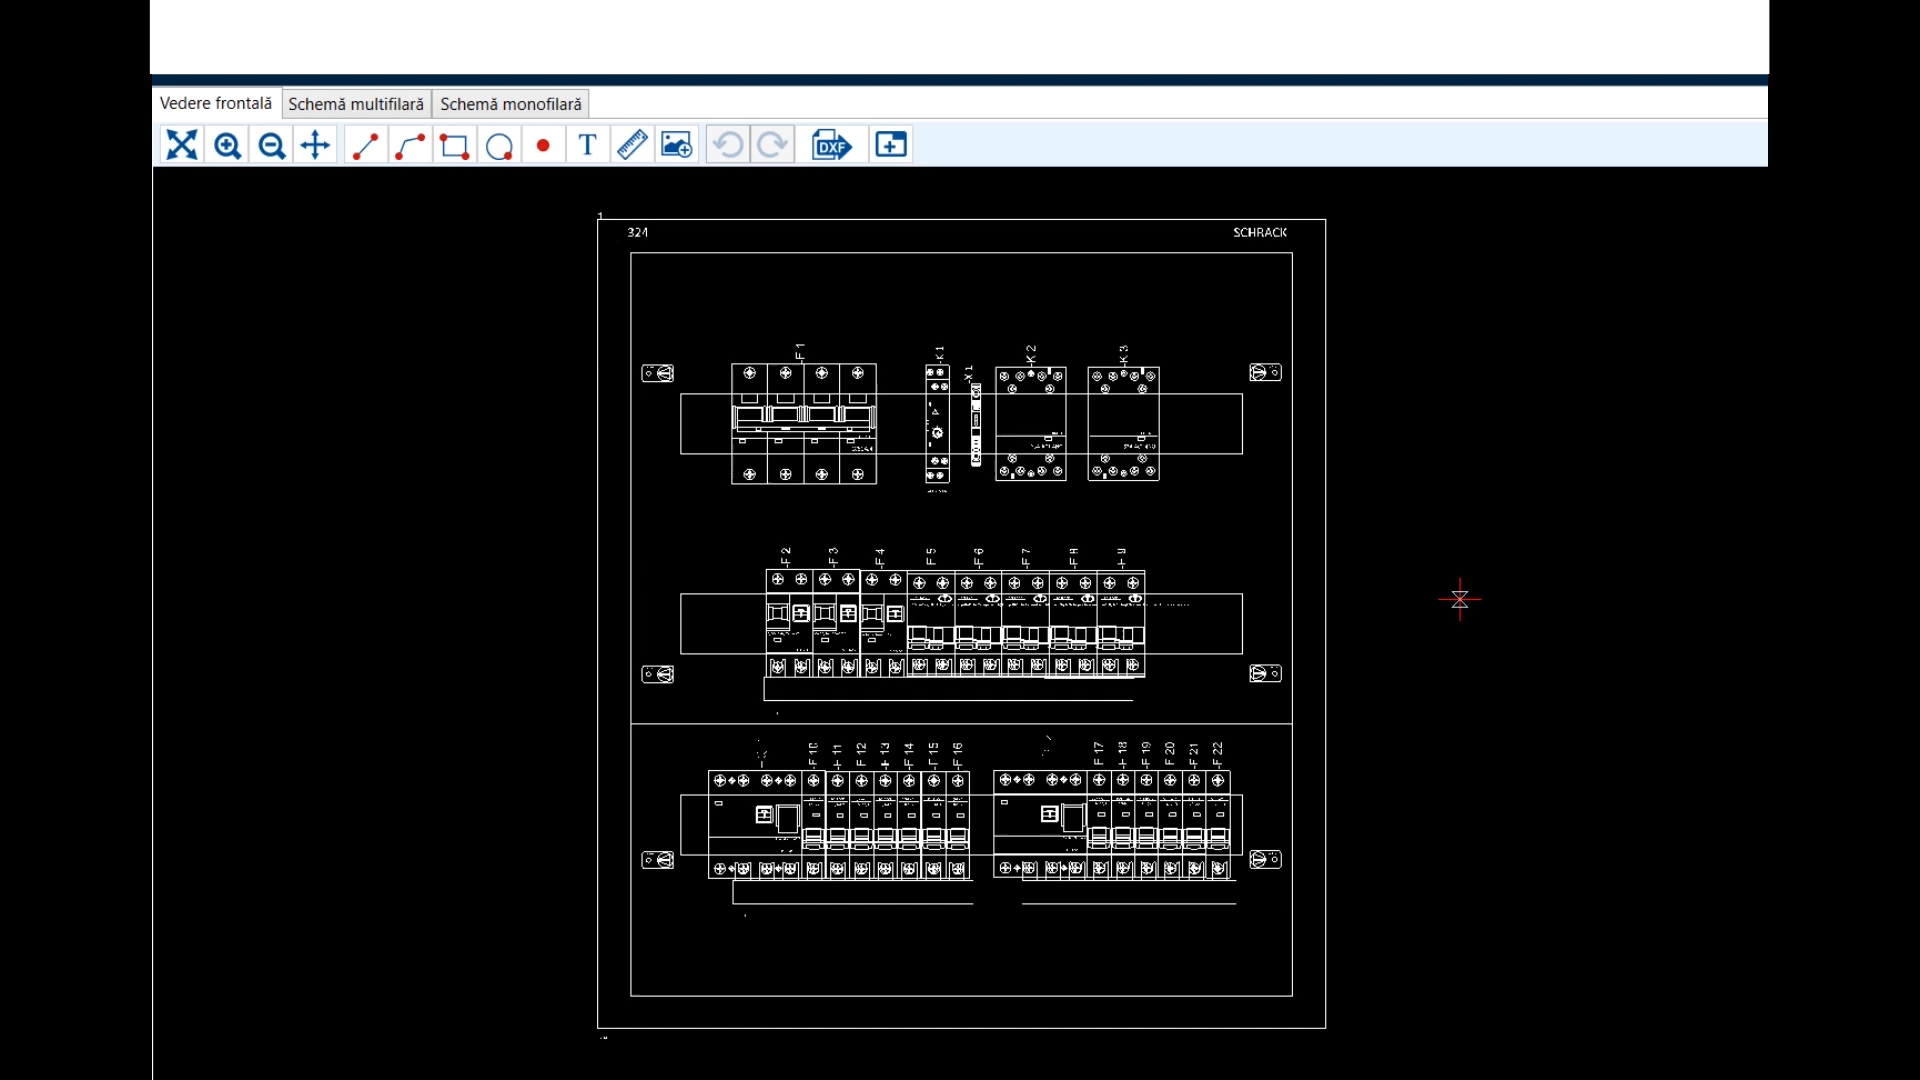 Vedere frontală
Schemă multifilară
Schemă monofilară
T
DXF
1
324
SCHRACK
-F1
-K1
-X1
-K2
-K3
-F2
-F3
-F4
-F5
-F6
-F7
-F8
-F9
-F10
-F11
-F12
-F13
-F14
-F15
-F16
-F17
-F18
-F19
-F20
-F21
-F22